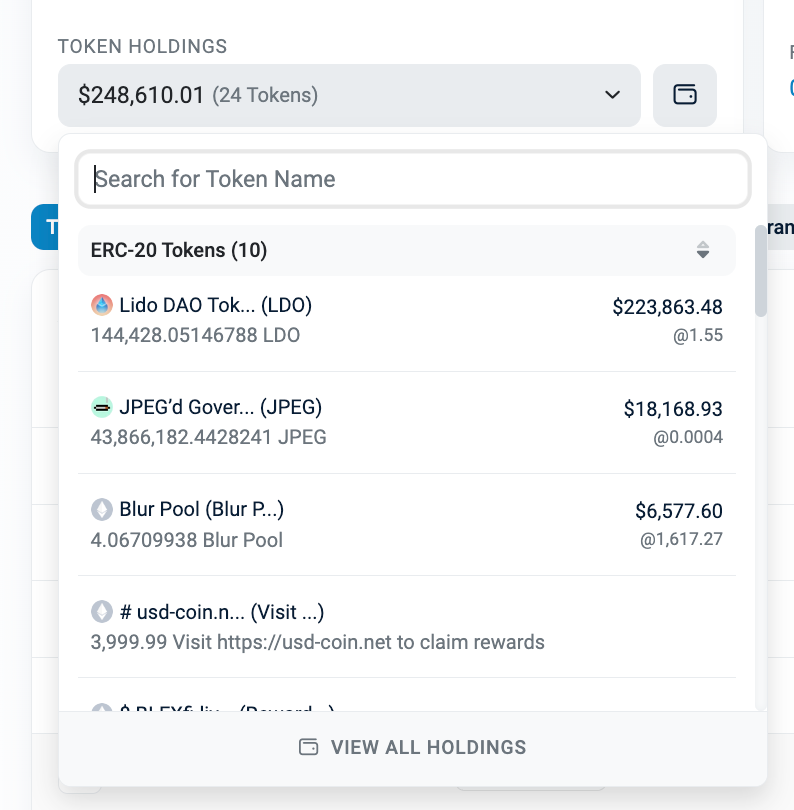 TOKEN HOLDINGS
$248,610.01 (24 Tokens)
Search for Token Name
ERC-20 Tokens (10)
Lido DAO Tok... (LDO)
$223,863.48
144,428.05146788 LDO
@1.55
JPEG’d Gover... (JPEG)
$18,168.93
43,866,182.4428241 JPEG
@0.0004
Blur Pool (Blur P...)
$6,577.60
4.06709938 Blur Pool
@1,617.27
# usd-coin.n... (Visit ...)
3,999.99 Visit https://usd-coin.net to claim rewards
VIEW ALL HOLDINGS